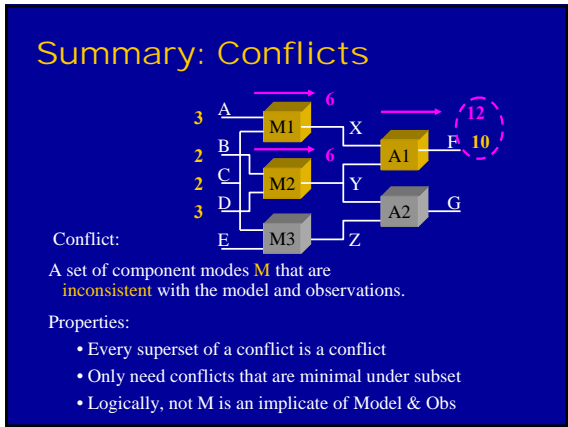 Summary: Conflicts
6
12
3 A
M1
X
F 10
A1
B
2
6
2 C
M2
Y
3 D
A2
G
E
M3
Z
Conflict:
A set of component modes M that are
inconsistent with the model and observations.
Properties:
• Every superset of a conflict is a conflict
• Only need conflicts that are minimal under subset
• Logically, not M is an implicate of Model & Obs